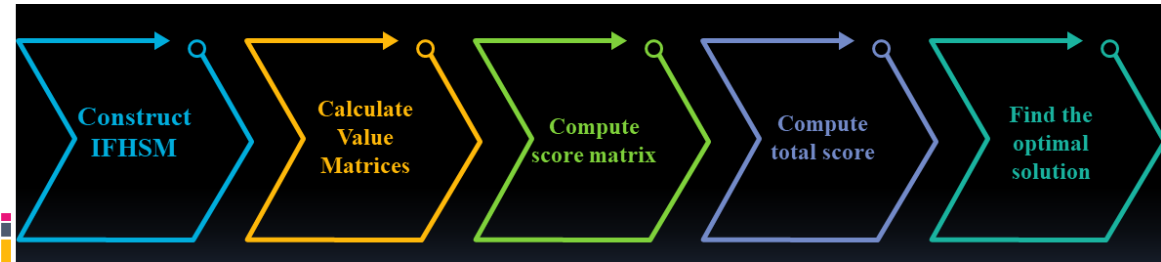 Construct
IFHSM
Calculate
Value
Matrices
Compute
score matrix
Compute
total score
Find the
optimal
solution